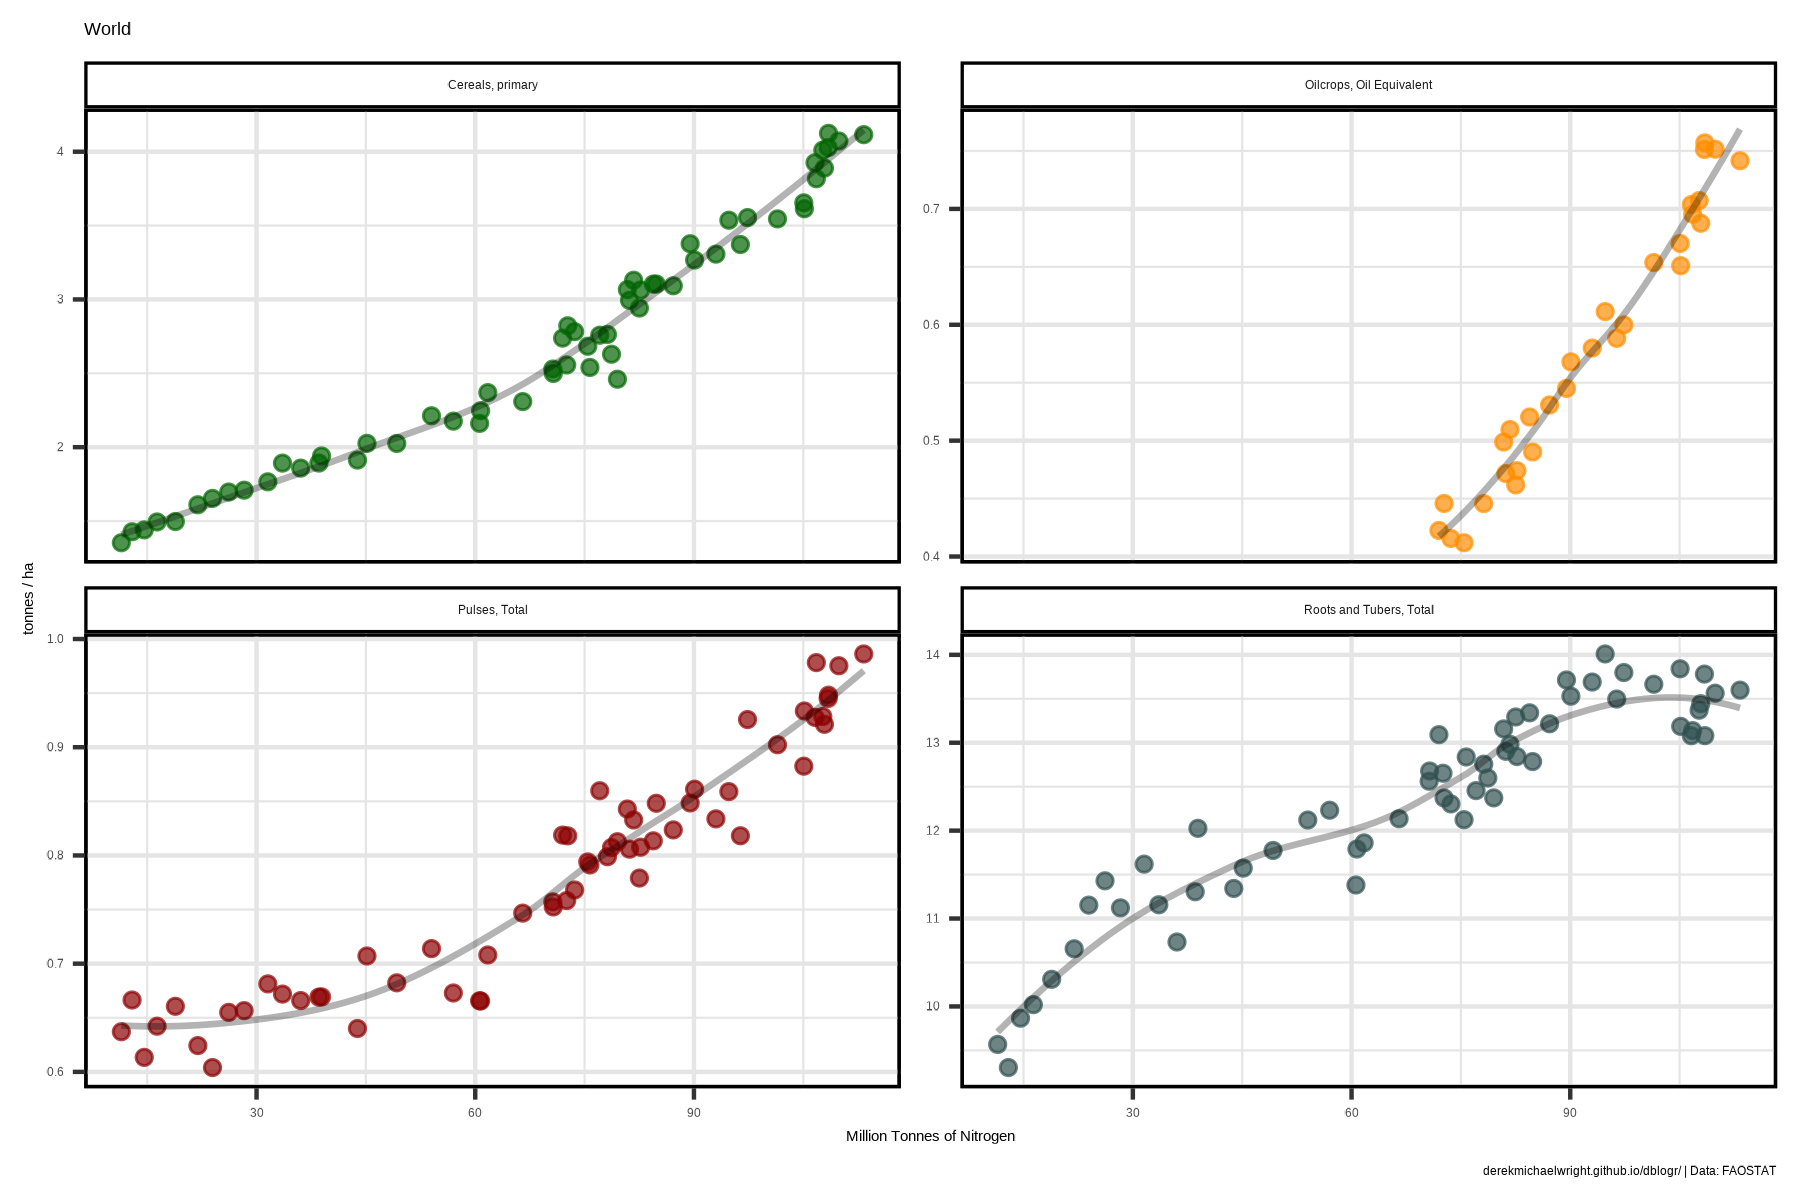 World
Cereals, primary
Oilcrops, Oil Equivalent
4
3
2
0.7
0.6
0.5
0.4
tonnes / ha
Pulses, Total
Roots and Tubers, Total
1.0
0.9
0.8
0.7
0.6
14
13
12
11
10
30 60 90
30 60 90
Million Tonnes of Nitrogen
derekmichaelwright.github.io/dblogr/ | Data: FAOSTAT